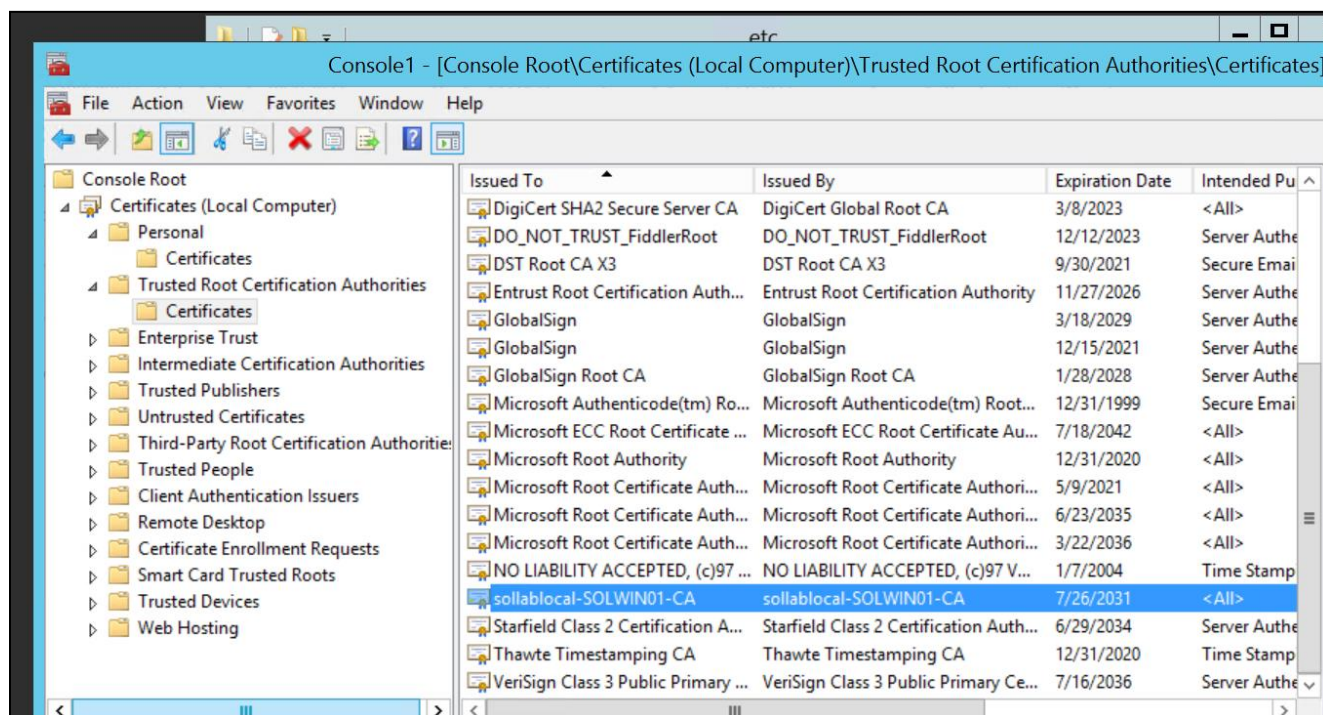 etc
Console1 - [Console Root\Certificates (Local Computer)\Trusted Root Certification Authorities\Certificates]
File Action View Favorites Window Help
Console Root
Certificates (Local Computer)
Personal
Certificates
Trusted Root Certification Authorities
Certificates
Enterprise Trust
Intermediate Certification Authorities
Trusted Publishers
Untrusted Certificates
Third-Party Root Certification Authorities
Trusted People
Client Authentication Issuers
Remote Desktop
Certificate Enrollment Requests
Smart Card Trusted Roots
Trusted Devices
Web Hosting
Issued To Issued By Expiration Date Intended Pu
DigiCert SHA2 Secure Server CA DigiCert Global Root CA 3/8/2023 <All>
DO_NOT_TRUST_FiddlerRoot DO_NOT_TRUST_FiddlerRoot 12/12/2023 Server Authe
DST Root CA X3 DST Root CA X3 9/30/2021 Secure Emai
Entrust Root Certification Auth... Entrust Root Certification Authority 11/27/2026 Server Authe
GlobalSign GlobalSign 3/18/2029 Server Authe
GlobalSign GlobalSign 12/15/2021 Server Authe
GlobalSign Root CA GlobalSign Root CA 1/28/2028 Server Authe
Microsoft Authenticode(tm) Ro... Microsoft Authenticode(tm) Root... 12/31/1999 Secure Emai
Microsoft ECC Root Certificate ... Microsoft ECC Root Certificate Au... 7/18/2042 <All>
Microsoft Root Authority Microsoft Root Authority 12/31/2020 <All>
Microsoft Root Certificate Auth... Microsoft Root Certificate Authori... 5/9/2021 <All>
Microsoft Root Certificate Auth... Microsoft Root Certificate Authori... 6/23/2035 <All>
Microsoft Root Certificate Auth... Microsoft Root Certificate Authori... 3/22/2036 <All>
NO LIABILITY ACCEPTED, (c)97 ... NO LIABILITY ACCEPTED, (c)97 V... 1/7/2004 Time Stamp
sollablocal-SOLWIN01-CA sollablocal-SOLWIN01-CA 7/26/2031 <All>
Starfield Class 2 Certification A... Starfield Class 2 Certification Auth... 6/29/2034 Server Authe
Thawte Timestamping CA Thawte Timestamping CA 12/31/2020 Time Stamp
VeriSign Class 3 Public Primary ... VeriSign Class 3 Public Primary Ce... 7/16/2036 Server Authe